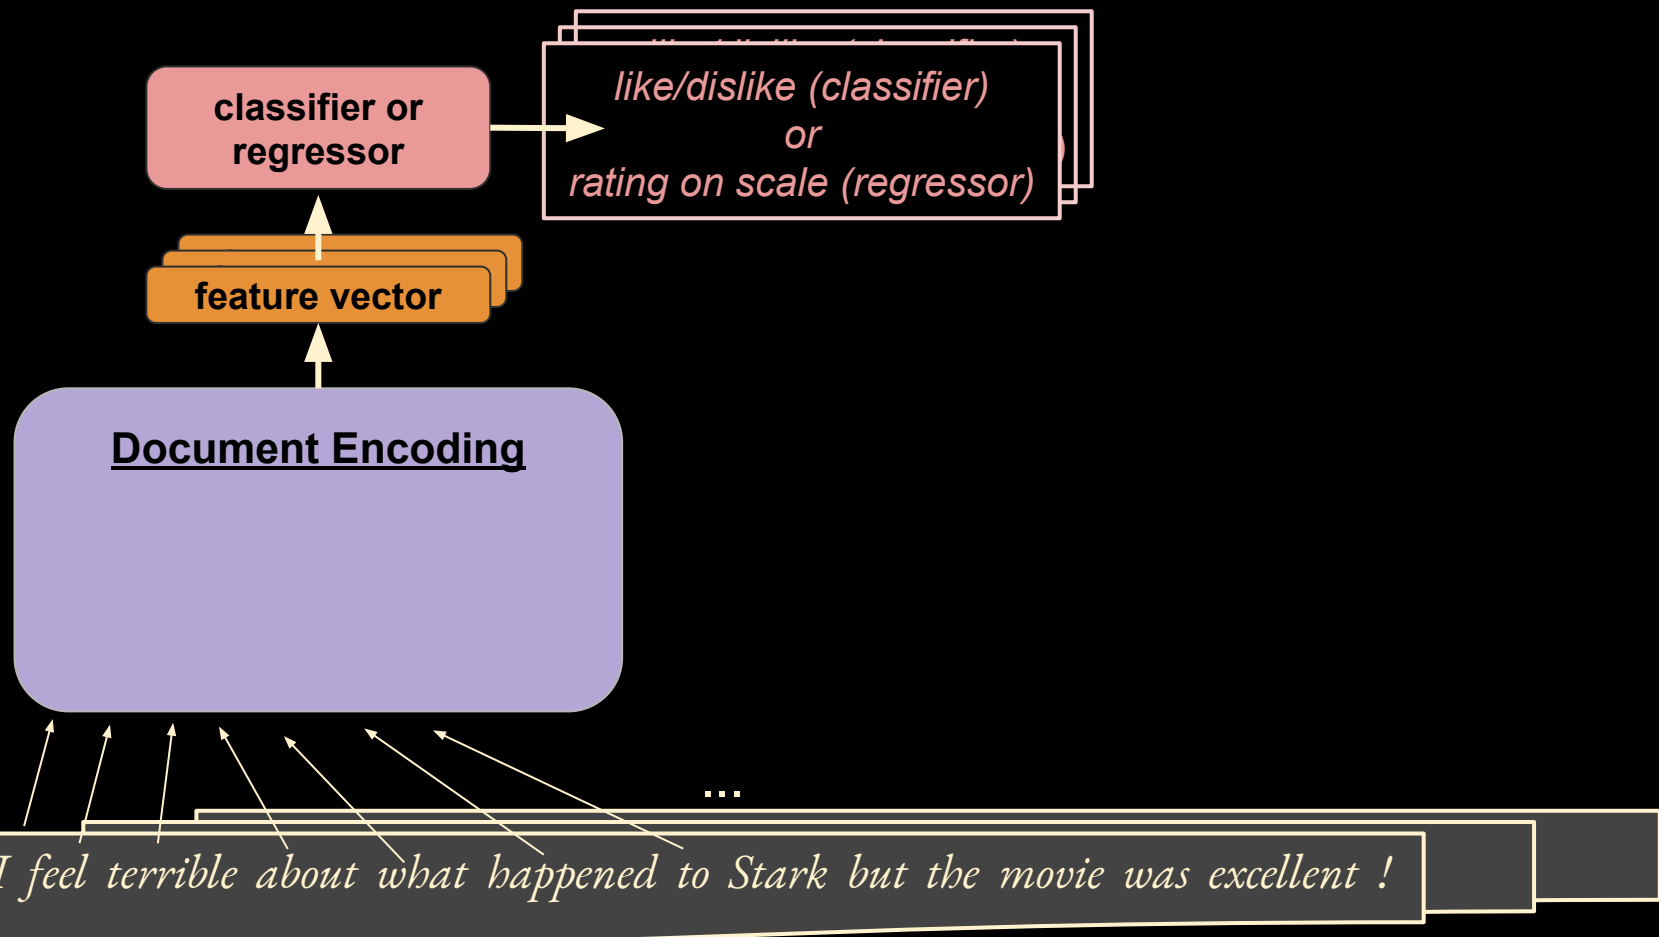 like/dislike (classifier)
or
rating on scale (regressor)
classifier or
regressor
feature vector
Document Encoding
...
I feel terrible about what happened to Stark but the movie was excellent !